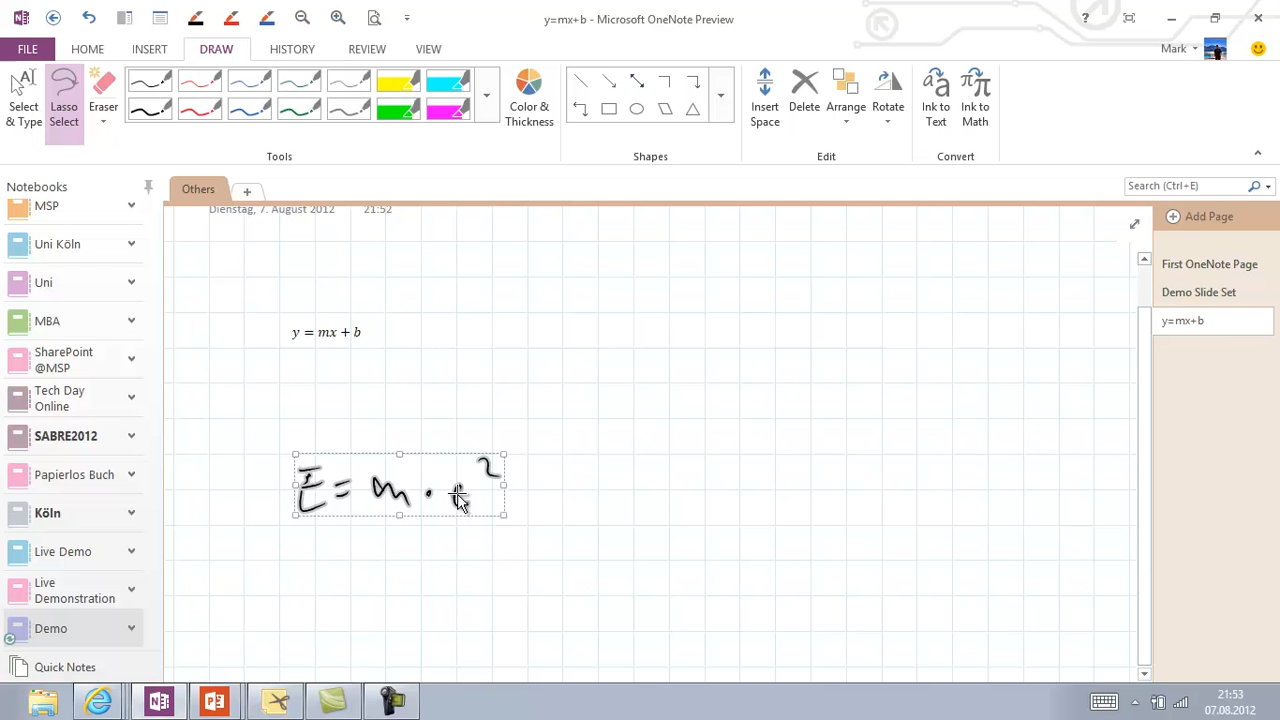 y=mx+b - Microsoft OneNote Preview
?
FILE
HOME
INSERT
DRAW
HISTORY
REVIEW
VIEW
Mark
Select & Type
Lasso Select
Eraser
Color & Thickness
Insert Space
Delete
Arrange
Rotate
Ink to Text
Ink to Math
Tools
Shapes
Edit
Convert
Notebooks
Others
Search (Ctrl+E)
MSP
Uni Köln
Uni
MBA
SharePoint
@MSP
Tech Day
Online
SABRE2012
Papierlos Buch
Köln
Live Demo
Live
Demonstration
Demo
Quick Notes
Dienstag, 7. August 2012 21:52
y = mx + b
E = m · c²
Add Page
First OneNote Page
Demo Slide Set
y=mx+b
21:53
07.08.2012